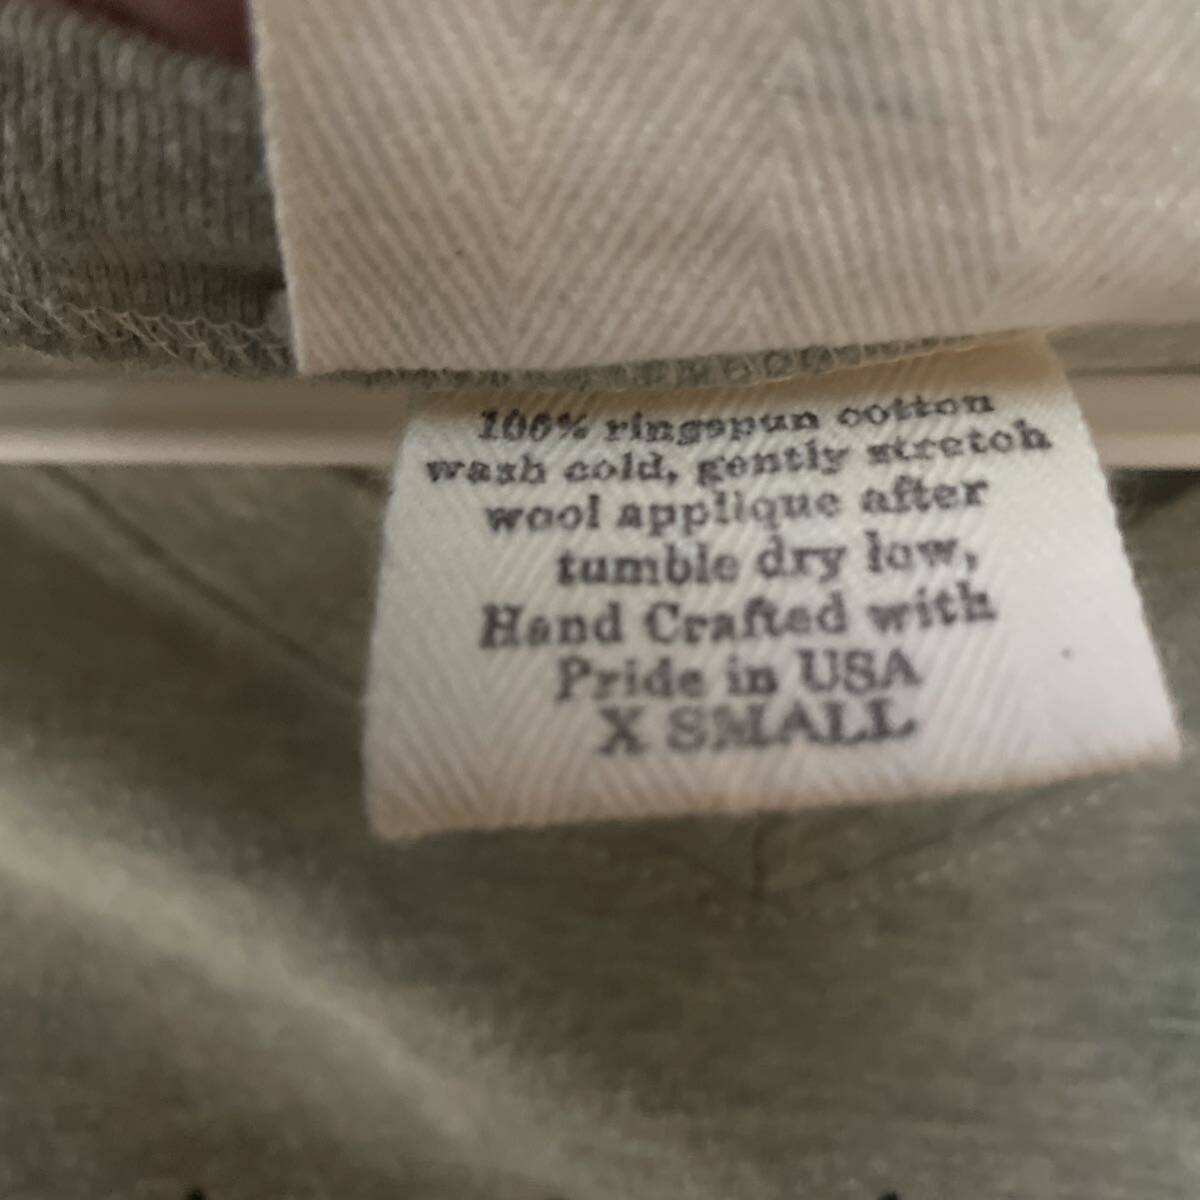 100% ringspun cotton
wash cold, gently stretch
wool applique after
tumble dry low,
Hand Crafted with
Pride in USA
X SMALL